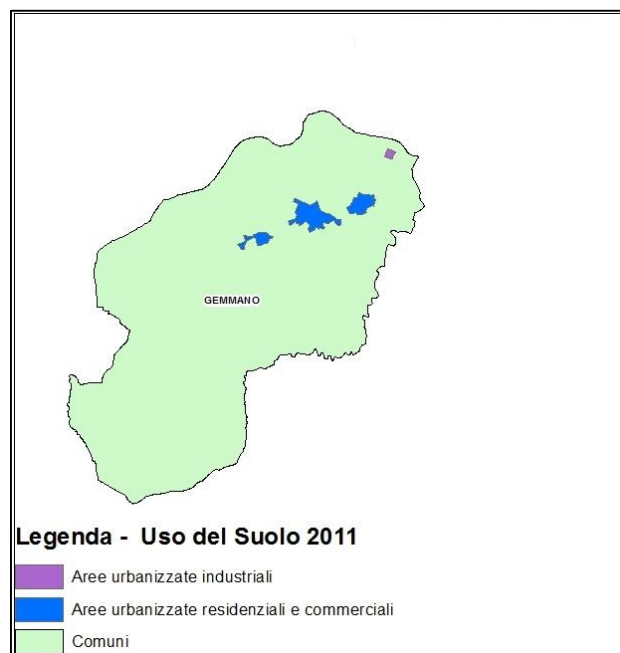 GEMMANO
Legenda - Uso del Suolo 2011
Aree urbanizzate industriali
Aree urbanizzate residenziali e commerciali
Comuni